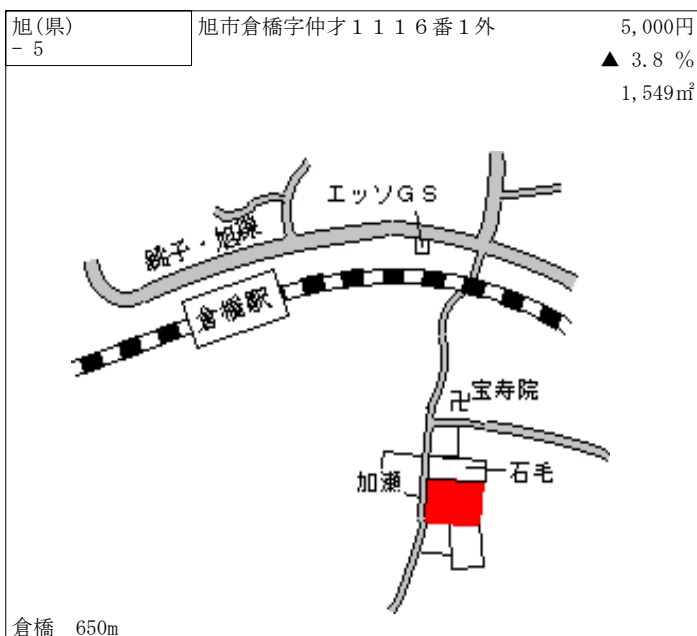 旭(県)
- 5
旭市倉橋字仲才１１１６番１外
5,000円
▲ 3.8 %
1,549㎡
エッソＧＳ
銚子・旭線
倉橋駅
卍宝寿院
石毛
加瀬
倉橋 650m